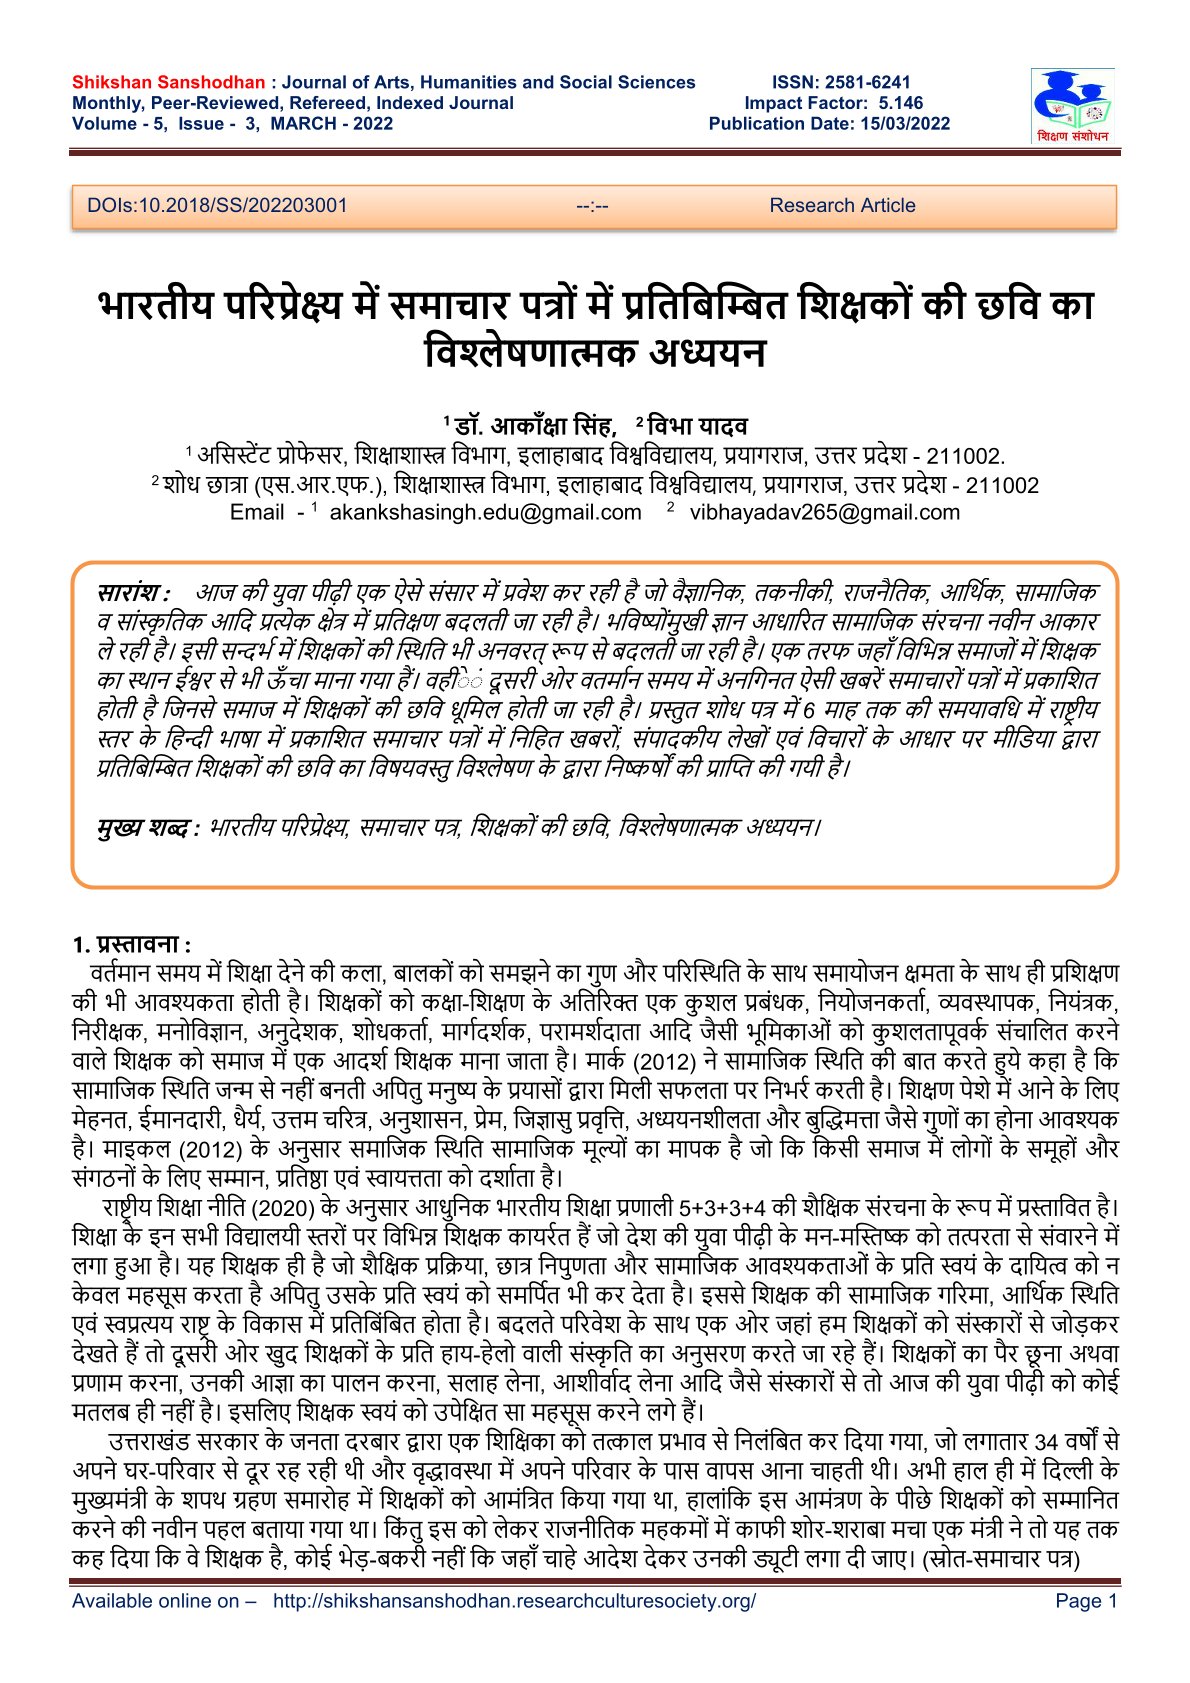 Shikshan Sanshodhan : Journal of Arts, Humanities and Social Sciences ISSN: 2581-6241
Monthly, Peer-Reviewed, Refereed, Indexed Journal Impact Factor: 5.146
Volume - 5, Issue - 3, MARCH - 2022 Publication Date: 15/03/2022
शिक्षण संशोधन
DOIs:10.2018/SS/202203001 --:-- Research Article
भारतीय परिप्रेक्ष्य में समाचार पत्रों में प्रतिबिम्बित शिक्षकों की छवि का
विश्लेषणात्मक अध्ययन
¹ डॉ. आकाँक्षा सिंह, ² विभा यादव
¹ असिस्टेंट प्रोफेसर, शिक्षाशास्त्र विभाग, इलाहाबाद विश्वविद्यालय, प्रयागराज, उत्तर प्रदेश - 211002.
² शोध छात्रा (एस.आर.एफ.), शिक्षाशास्त्र विभाग, इलाहाबाद विश्वविद्यालय, प्रयागराज, उत्तर प्रदेश - 211002
Email - ¹ akankshasingh.edu@gmail.com ² vibhayadav265@gmail.com
सारांश : आज की युवा पीढ़ी एक ऐसे संसार में प्रवेश कर रही है जो वैज्ञानिक, तकनीकी, राजनैतिक, आर्थिक, सामाजिक
व सांस्कृतिक आदि प्रत्येक क्षेत्र में प्रतिक्षण बदलती जा रही है। भविष्योंमुखी ज्ञान आधारित सामाजिक संरचना नवीन आकार
ले रही है। इसी सन्दर्भ में शिक्षकों की स्थिति भी अनवरत् रूप से बदलती जा रही है। एक तरफ जहाँ विभिन्न समाजों में शिक्षक
का स्थान ईश्वर से भी ऊँचा माना गया हैं। वहींे ं दूसरी ओर वतर्मान समय में अनगिनत ऐसी खबरें समाचारों पत्रों में प्रकाशित
होती है जिनसे समाज में शिक्षकों की छवि धूमिल होती जा रही है। प्रस्तुत शोध पत्र में 6 माह तक की समयावधि में राष्ट्रीय
स्तर के हिन्दी भाषा में प्रकाशित समाचार पत्रों में निहित खबरों, संपादकीय लेखों एवं विचारों के आधार पर मीडिया द्वारा
प्रतिबिम्बित शिक्षकों की छवि का विषयवस्तु विश्लेषण के द्वारा निष्कर्षों की प्राप्ति की गयी है।
मुख्य शब्द : भारतीय परिप्रेक्ष्य, समाचार पत्र, शिक्षकों की छवि, विश्लेषणात्मक अध्ययन।
1. प्रस्तावना :
वर्तमान समय में शिक्षा देने की कला, बालकों को समझने का गुण और परिस्थिति के साथ समायोजन क्षमता के साथ ही प्रशिक्षण
की भी आवश्यकता होती है। शिक्षकों को कक्षा-शिक्षण के अतिरिक्त एक कुशल प्रबंधक, नियोजनकर्ता, व्यवस्थापक, नियंत्रक,
निरीक्षक, मनोविज्ञान, अनुदेशक, शोधकर्ता, मार्गदर्शक, परामर्शदाता आदि जैसी भूमिकाओं को कुशलतापूवर्क संचालित करने
वाले शिक्षक को समाज में एक आदर्श शिक्षक माना जाता है। मार्क (2012) ने सामाजिक स्थिति की बात करते हुये कहा है कि
सामाजिक स्थिति जन्म से नहीं बनती अपितु मनुष्य के प्रयासों द्वारा मिली सफलता पर निभर्र करती है। शिक्षण पेशे में आने के लिए
मेहनत, ईमानदारी, धैर्य, उत्तम चरित्र, अनुशासन, प्रेम, जिज्ञासु प्रवृत्ति, अध्ययनशीलता और बुद्धिमत्ता जैसे गुणों का होना आवश्यक
है। माइकल (2012) के अनुसार समाजिक स्थिति सामाजिक मूल्यों का मापक है जो कि किसी समाज में लोगों के समूहों और
संगठनों के लिए सम्मान, प्रतिष्ठा एवं स्वायत्तता को दर्शाता है।
राष्ट्रीय शिक्षा नीति (2020) के अनुसार आधुनिक भारतीय शिक्षा प्रणाली 5+3+3+4 की शैक्षिक संरचना के रूप में प्रस्तावित है।
शिक्षा के इन सभी विद्यालयी स्तरों पर विभिन्न शिक्षक कायर्रत हैं जो देश की युवा पीढ़ी के मन-मस्तिष्क को तत्परता से संवारने में
लगा हुआ है। यह शिक्षक ही है जो शैक्षिक प्रक्रिया, छात्र निपुणता और सामाजिक आवश्यकताओं के प्रति स्वयं के दायित्व को न
केवल महसूस करता है अपितु उसके प्रति स्वयं को समर्पित भी कर देता है। इससे शिक्षक की सामाजिक गरिमा, आर्थिक स्थिति
एवं स्वप्रत्यय राष्ट्र के विकास में प्रतिबिंबित होता है। बदलते परिवेश के साथ एक ओर जहां हम शिक्षकों को संस्कारों से जोड़कर
देखते हैं तो दूसरी ओर खुद शिक्षकों के प्रति हाय-हेलो वाली संस्कृति का अनुसरण करते जा रहे हैं। शिक्षकों का पैर छूना अथवा
प्रणाम करना, उनकी आज्ञा का पालन करना, सलाह लेना, आशीर्वाद लेना आदि जैसे संस्कारों से तो आज की युवा पीढ़ी को कोई
मतलब ही नहीं है। इसलिए शिक्षक स्वयं को उपेक्षित सा महसूस करने लगे हैं।
उत्तराखंड सरकार के जनता दरबार द्वारा एक शिक्षिका को तत्काल प्रभाव से निलंबित कर दिया गया, जो लगातार 34 वर्षों से
अपने घर-परिवार से दूर रह रही थी और वृद्धावस्था में अपने परिवार के पास वापस आना चाहती थी। अभी हाल ही में दिल्ली के
मुख्यमंत्री के शपथ ग्रहण समारोह में शिक्षकों को आमंत्रित किया गया था, हालांकि इस आमंत्रण के पीछे शिक्षकों को सम्मानित
करने की नवीन पहल बताया गया था। किंतु इस को लेकर राजनीतिक महकमों में काफी शोर-शराबा मचा एक मंत्री ने तो यह तक
कह दिया कि वे शिक्षक है, कोई भेड़-बकरी नहीं कि जहाँ चाहे आदेश देकर उनकी ड्यूटी लगा दी जाए। (स्रोत-समाचार पत्र)
Available online on – http://shikshansanshodhan.researchculturesociety.org/ Page 1